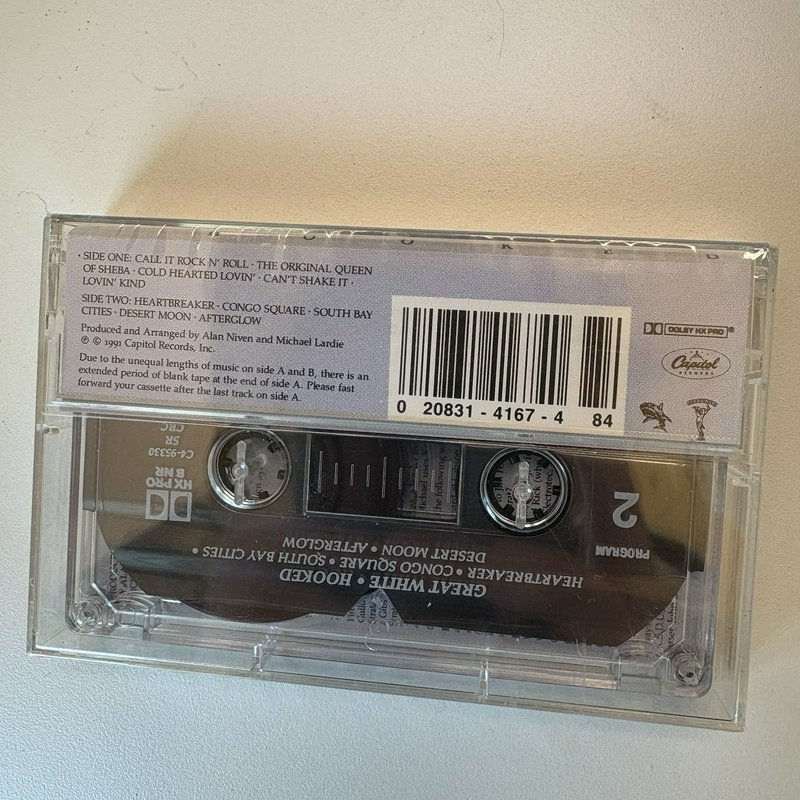 · SIDE ONE: CALL IT ROCK N' ROLL · THE ORIGINAL QUEEN
OF SHEBA · COLD HEARTED LOVIN' · CAN'T SHAKE IT ·
LOVIN' KIND
SIDE TWO: HEARTBREAKER · CONGO SQUARE · SOUTH BAY
CITIES · DESERT MOON · AFTERGLOW
Produced and Arranged by Alan Niven and Michael Lardie
℗ © 1991 Capitol Records, Inc.
Due to the unequal lengths of music on side A and B, there is an
extended period of blank tape at the end of side A. Please fast
forward your cassette after the last track on side A.
0 20831 - 4167 - 4 84
DOLBY HX PRO ®
Capitol
RECORDS
GREAT WHITE • HOOKED
HEARTBREAKER • CONGO SQUARE • SOUTH BAY CITIES •
DESERT MOON • AFTERGLOW
PROGRAM
2
HX PRO
B NR
C4-95330
SR
CRC